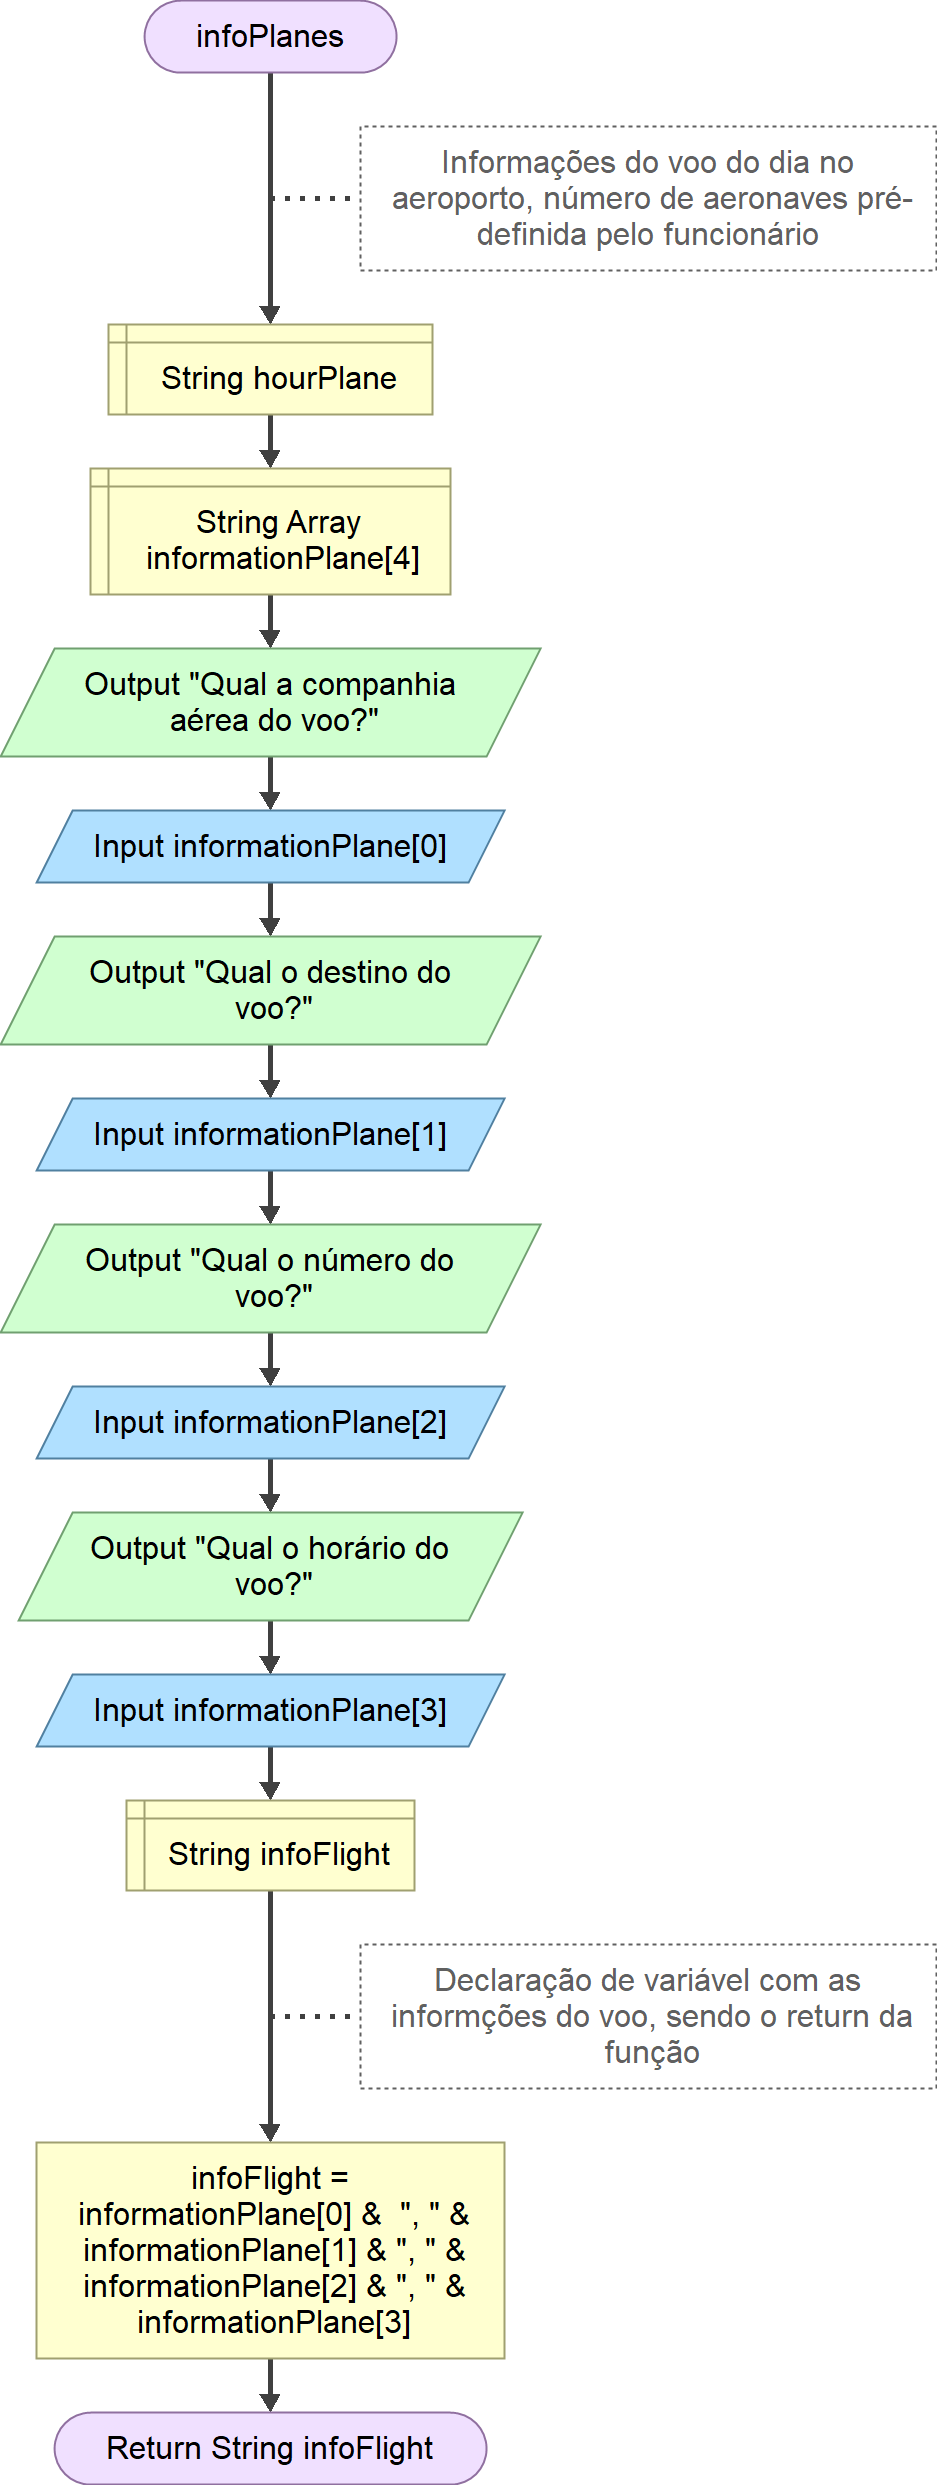 infoPlanes
Informações do voo do dia no
aeroporto, número de aeronaves pré-
definida pelo funcionário
String hourPlane
String Array
informationPlane[4]
Output "Qual a companhia
aérea do voo?"
Input informationPlane[0]
Output "Qual o destino do
voo?"
Input informationPlane[1]
Output "Qual o número do
voo?"
Input informationPlane[2]
Output "Qual o horário do
voo?"
Input informationPlane[3]
String infoFlight
Declaração de variável com as
informções do voo, sendo o return da
função
infoFlight =
informationPlane[0] &  ", " &
informationPlane[1] & ", " &
informationPlane[2] & ", " &
informationPlane[3]
Return String infoFlight